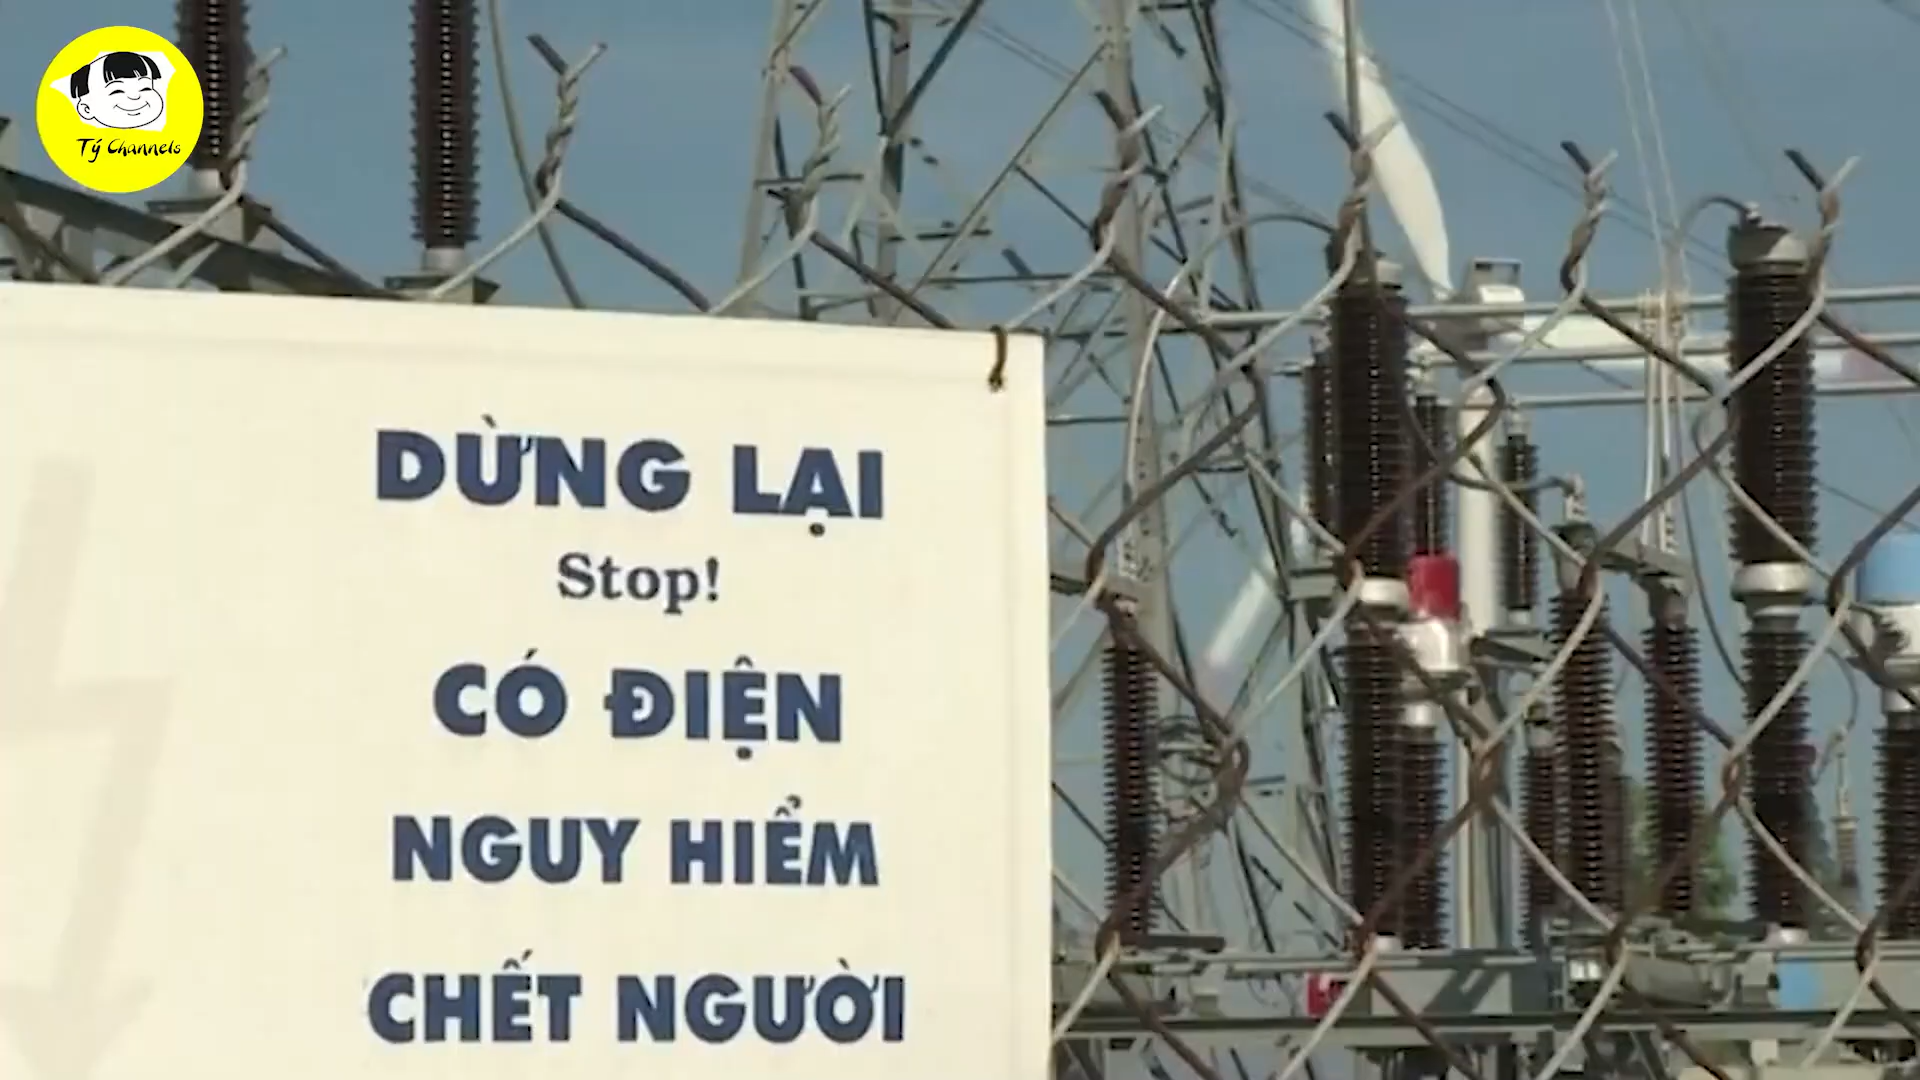 Tý Channels
DỪNG LẠI
Stop!
CÓ ĐIỆN
NGUY HIỂM
CHẾT NGƯỜI